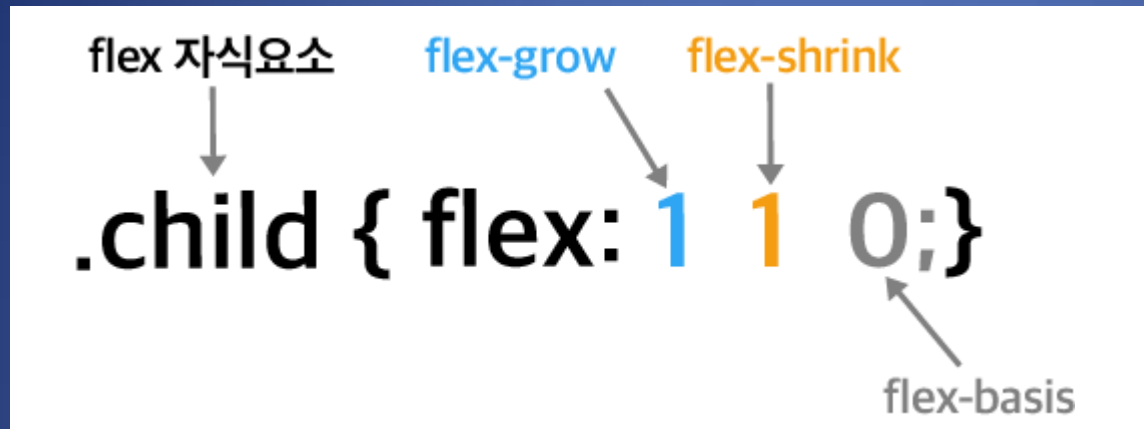 flex 자식요소 flex-grow flex-shrink
.child { flex: 1 1 0;}
flex-basis